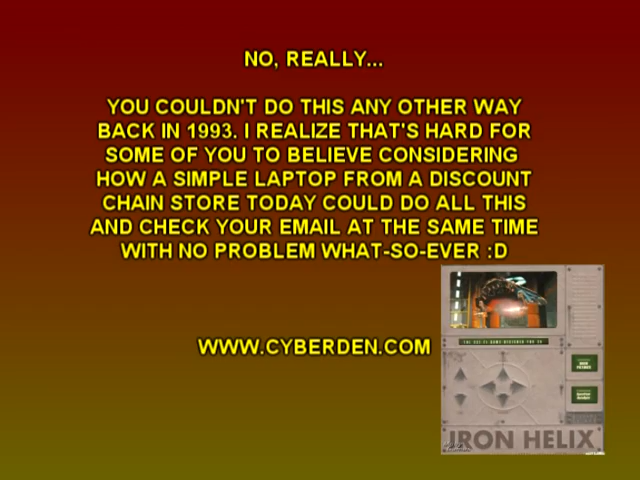 NO, REALLY...
YOU COULDN'T DO THIS ANY OTHER WAY
BACK IN 1993. I REALIZE THAT'S HARD FOR
SOME OF YOU TO BELIEVE CONSIDERING
HOW A SIMPLE LAPTOP FROM A DISCOUNT
CHAIN STORE TODAY COULD DO ALL THIS
AND CHECK YOUR EMAIL AT THE SAME TIME
WITH NO PROBLEM WHAT-SO-EVER :D
WWW.CYBERDEN.COM
IRON HELIX